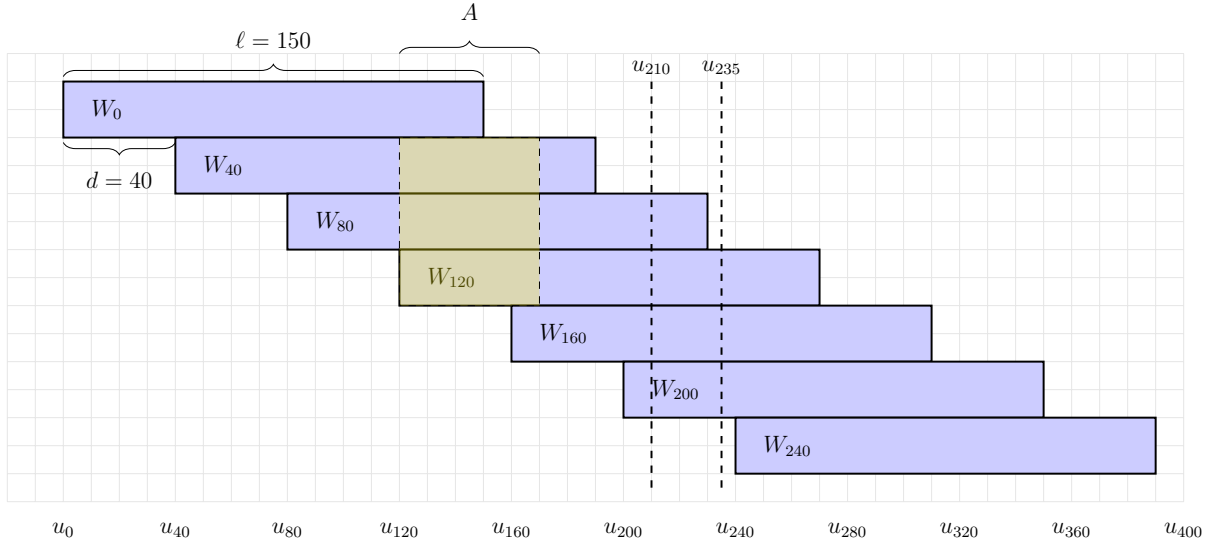 A
ℓ = 150
u₂₁₀ u₂₃₅
W₀
d = 40
W₄₀
W₈₀
W₁₂₀
W₁₆₀
W₂₀₀
W₂₄₀
u₀ u₄₀ u₈₀ u₁₂₀ u₁₆₀ u₂₀₀ u₂₄₀ u₂₈₀ u₃₂₀ u₃₆₀ u₄₀₀